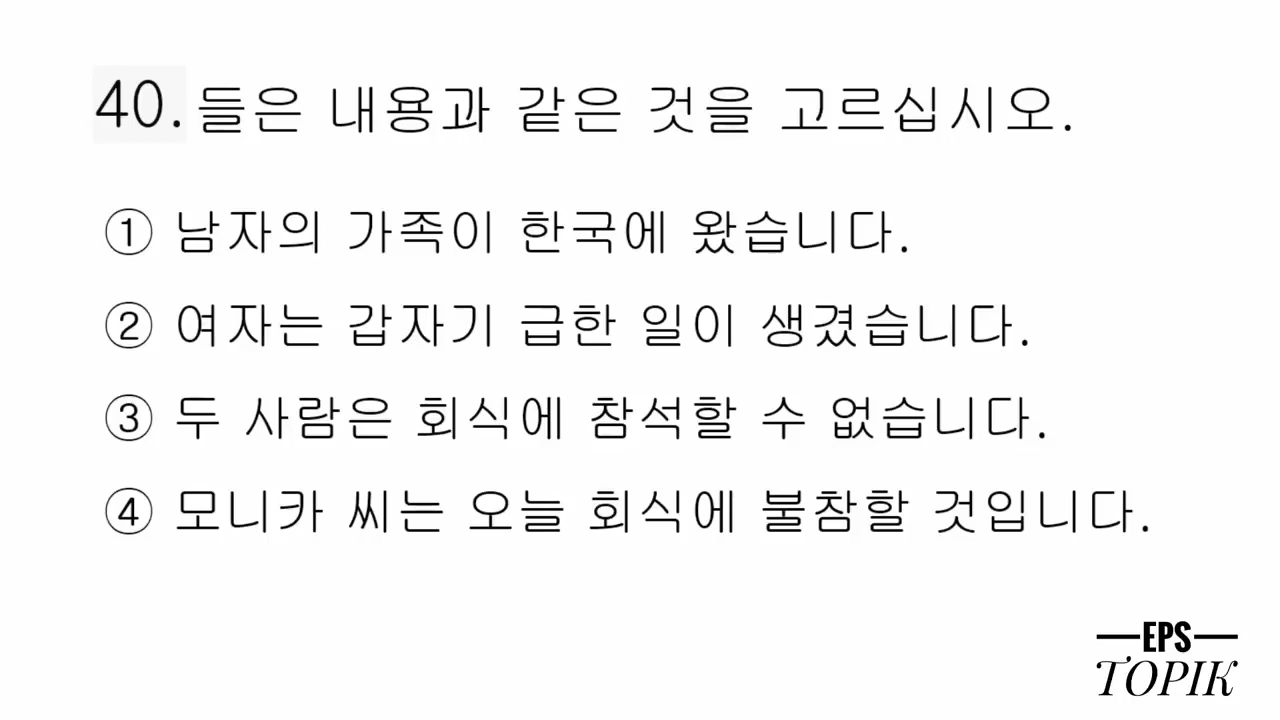 40. 들은 내용과 같은 것을 고르십시오.
① 남자의 가족이 한국에 왔습니다.
② 여자는 갑자기 급한 일이 생겼습니다.
③ 두 사람은 회식에 참석할 수 없습니다.
④ 모니카 씨는 오늘 회식에 불참할 것입니다.
EPS
TOPIK